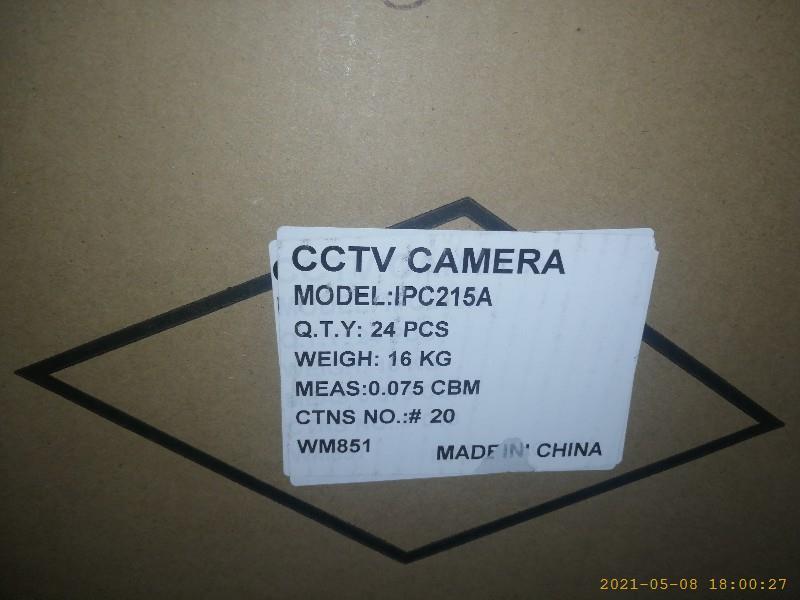 CCTV CAMERA
MODEL:IPC215A
Q.T.Y: 24 PCS
WEIGH: 16 KG
MEAS:0.075 CBM
CTNS NO.:# 20
WM851 MADE IN CHINA
2021-05-08 18:00:27